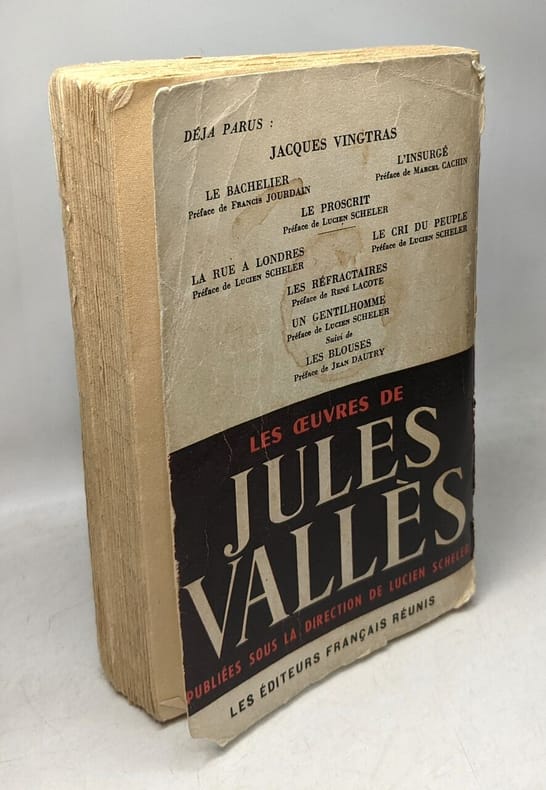 DÉJA PARUS :
JACQUES VINGTRAS
LE BACHELIER
Préface de Francis JOURDAIN
L'INSURGÉ
Préface de MARCEL CACHIN
LE PROSCRIT
Préface de LUCIEN SCHELER
LA RUE A LONDRES
Préface de LUCIEN SCHELER
LE CRI DU PEUPLE
Préface de LUCIEN SCHELER
LES RÉFRACTAIRES
Préface de RENÉ LACOTE
UN GENTILHOMME
Préface de LUCIEN SCHELER
Suivi de
LES BLOUSES
Préface de JEAN DAUTRY
LES ŒUVRES DE
JULES
VALLÈS
PUBLIÉES SOUS LA DIRECTION DE LUCIEN SCHELER
LES ÉDITEURS FRANÇAIS RÉUNIS